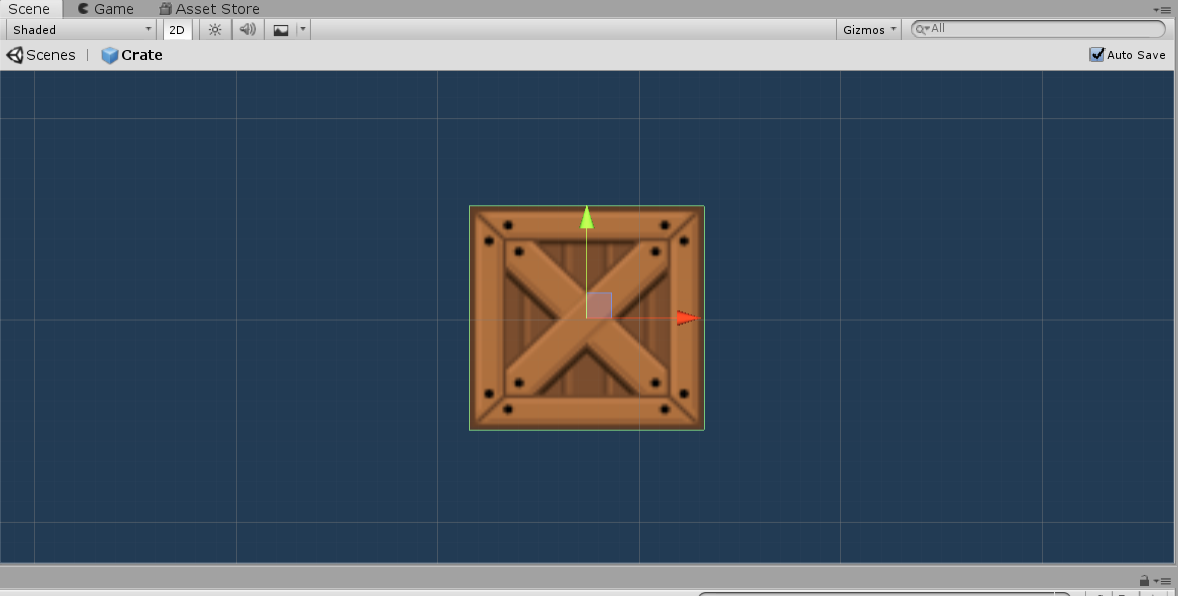 Scene Game Asset Store
Shaded 2D Gizmos All
Scenes Crate Auto Save